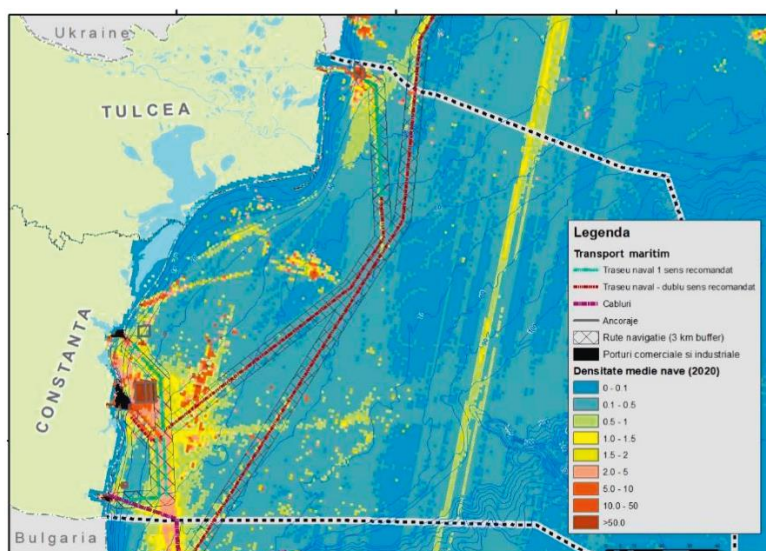 Ukraine
TULCEA
CONSTANTA
Bulgaria
Legenda
Transport maritim
Traseu naval 1 sens recomandat
Traseu naval - dublu sens recomandat
Cabluri
Ancoraje
Rute navigatie (3 km buffer)
Porturi comerciale si industriale
Densitate medie nave (2020)
0 - 0.1
0.1 - 0.5
0.5 - 1
1.0 - 1.5
1.5 - 2
2.0 - 5
5.0 - 10
10.0 - 50
>50.0